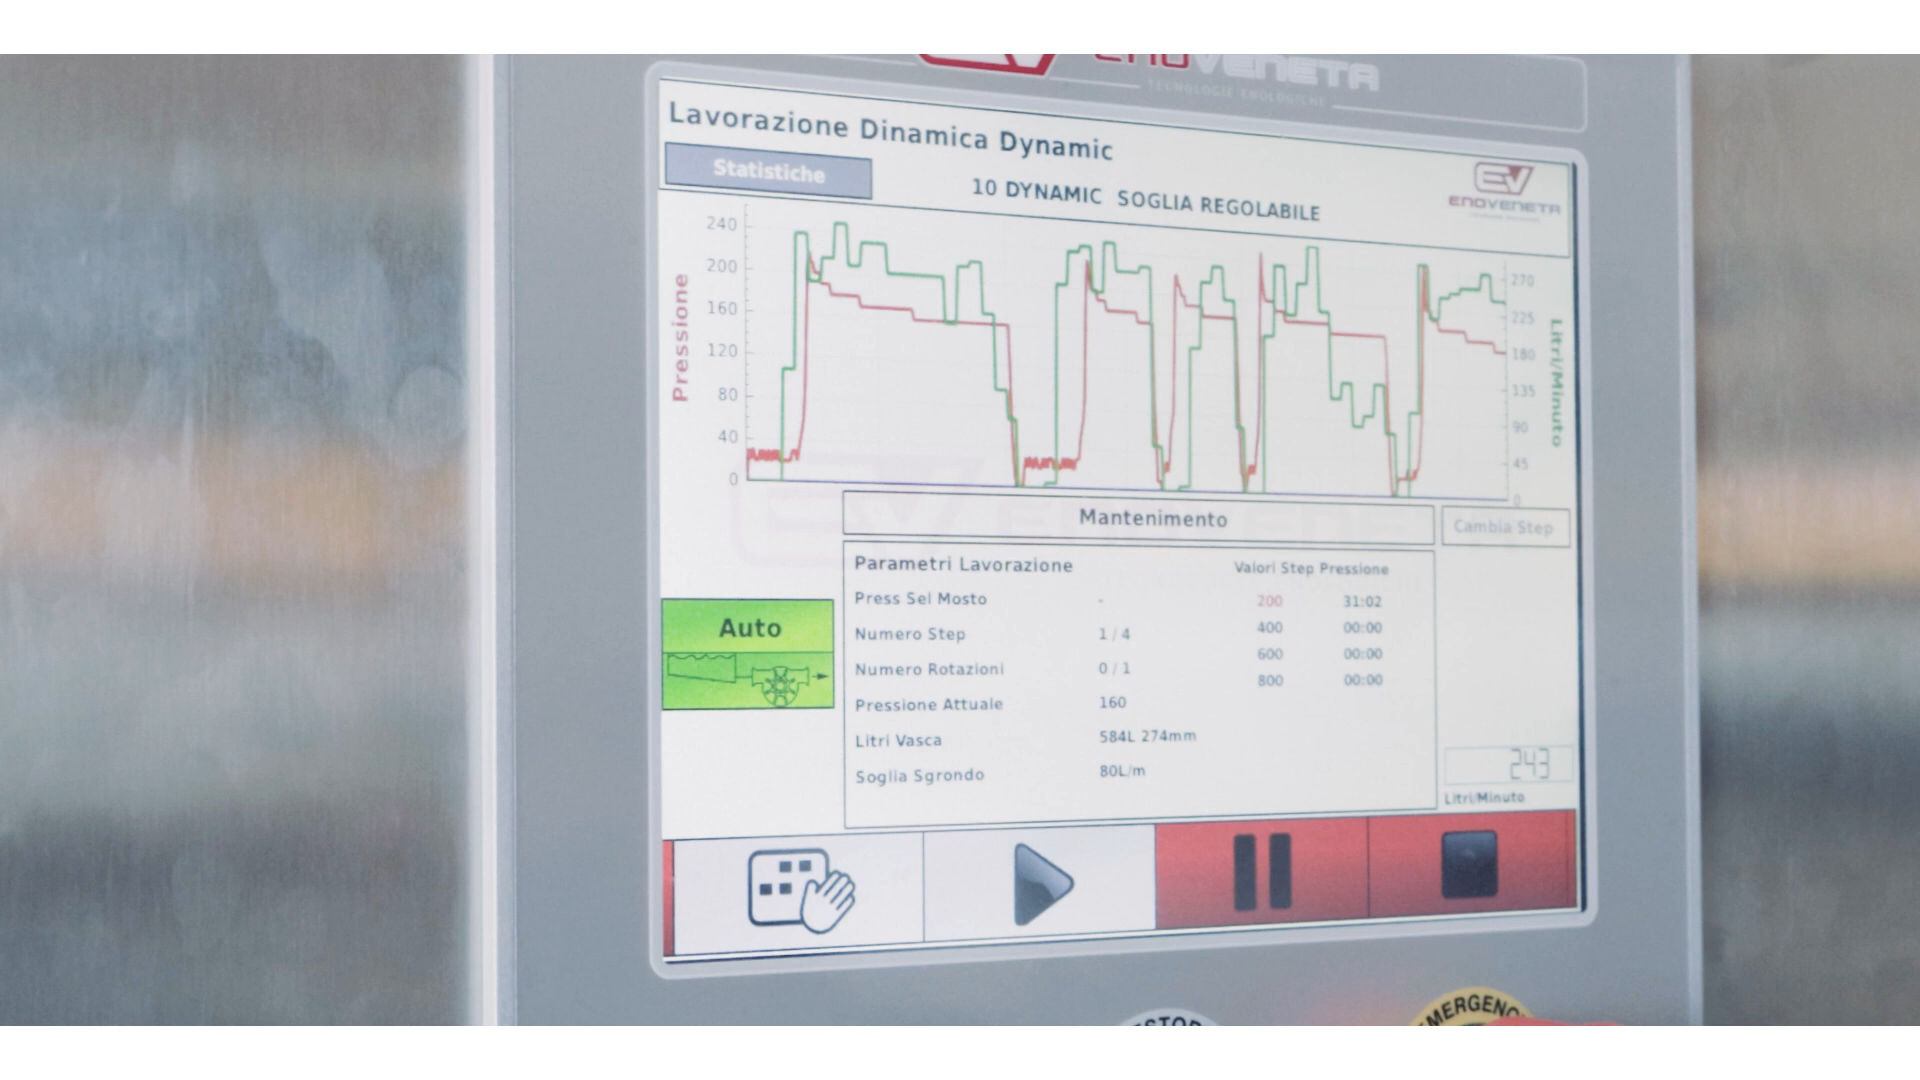 ENOVENETA
TECNOLOGIE ENOLOGICHE
Lavorazione Dinamica Dynamic
Statistiche
10 DYNAMIC SOGLIA REGOLABILE
EV
ENOVENETA
Pressione
240
200
160
120
80
40
0
270
225
180
135
90
45
0
Litri/Minuto
Mantenimento
Cambia Step
Parametri Lavorazione
Valori Step Pressione
Press Sel Mosto -
200 31:02
Numero Step 1 / 4
400 00:00
Numero Rotazioni 0 / 1
600 00:00
800 00:00
Pressione Attuale 160
Litri Vasca 584L 274mm
Soglia Sgrondo 80L/m
Auto
243
Litri/Minuto